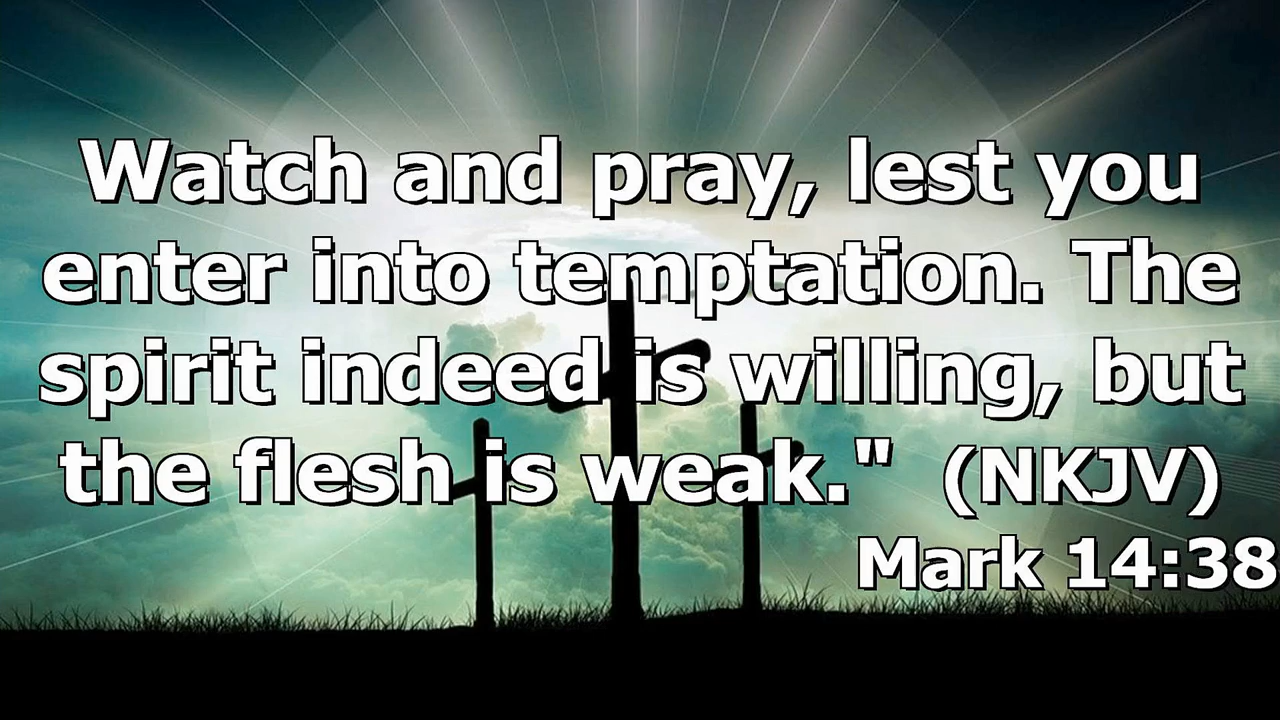 Watch and pray, lest you
enter into temptation. The
spirit indeed is willing, but
the flesh is weak."  (NKJV)
Mark 14:38